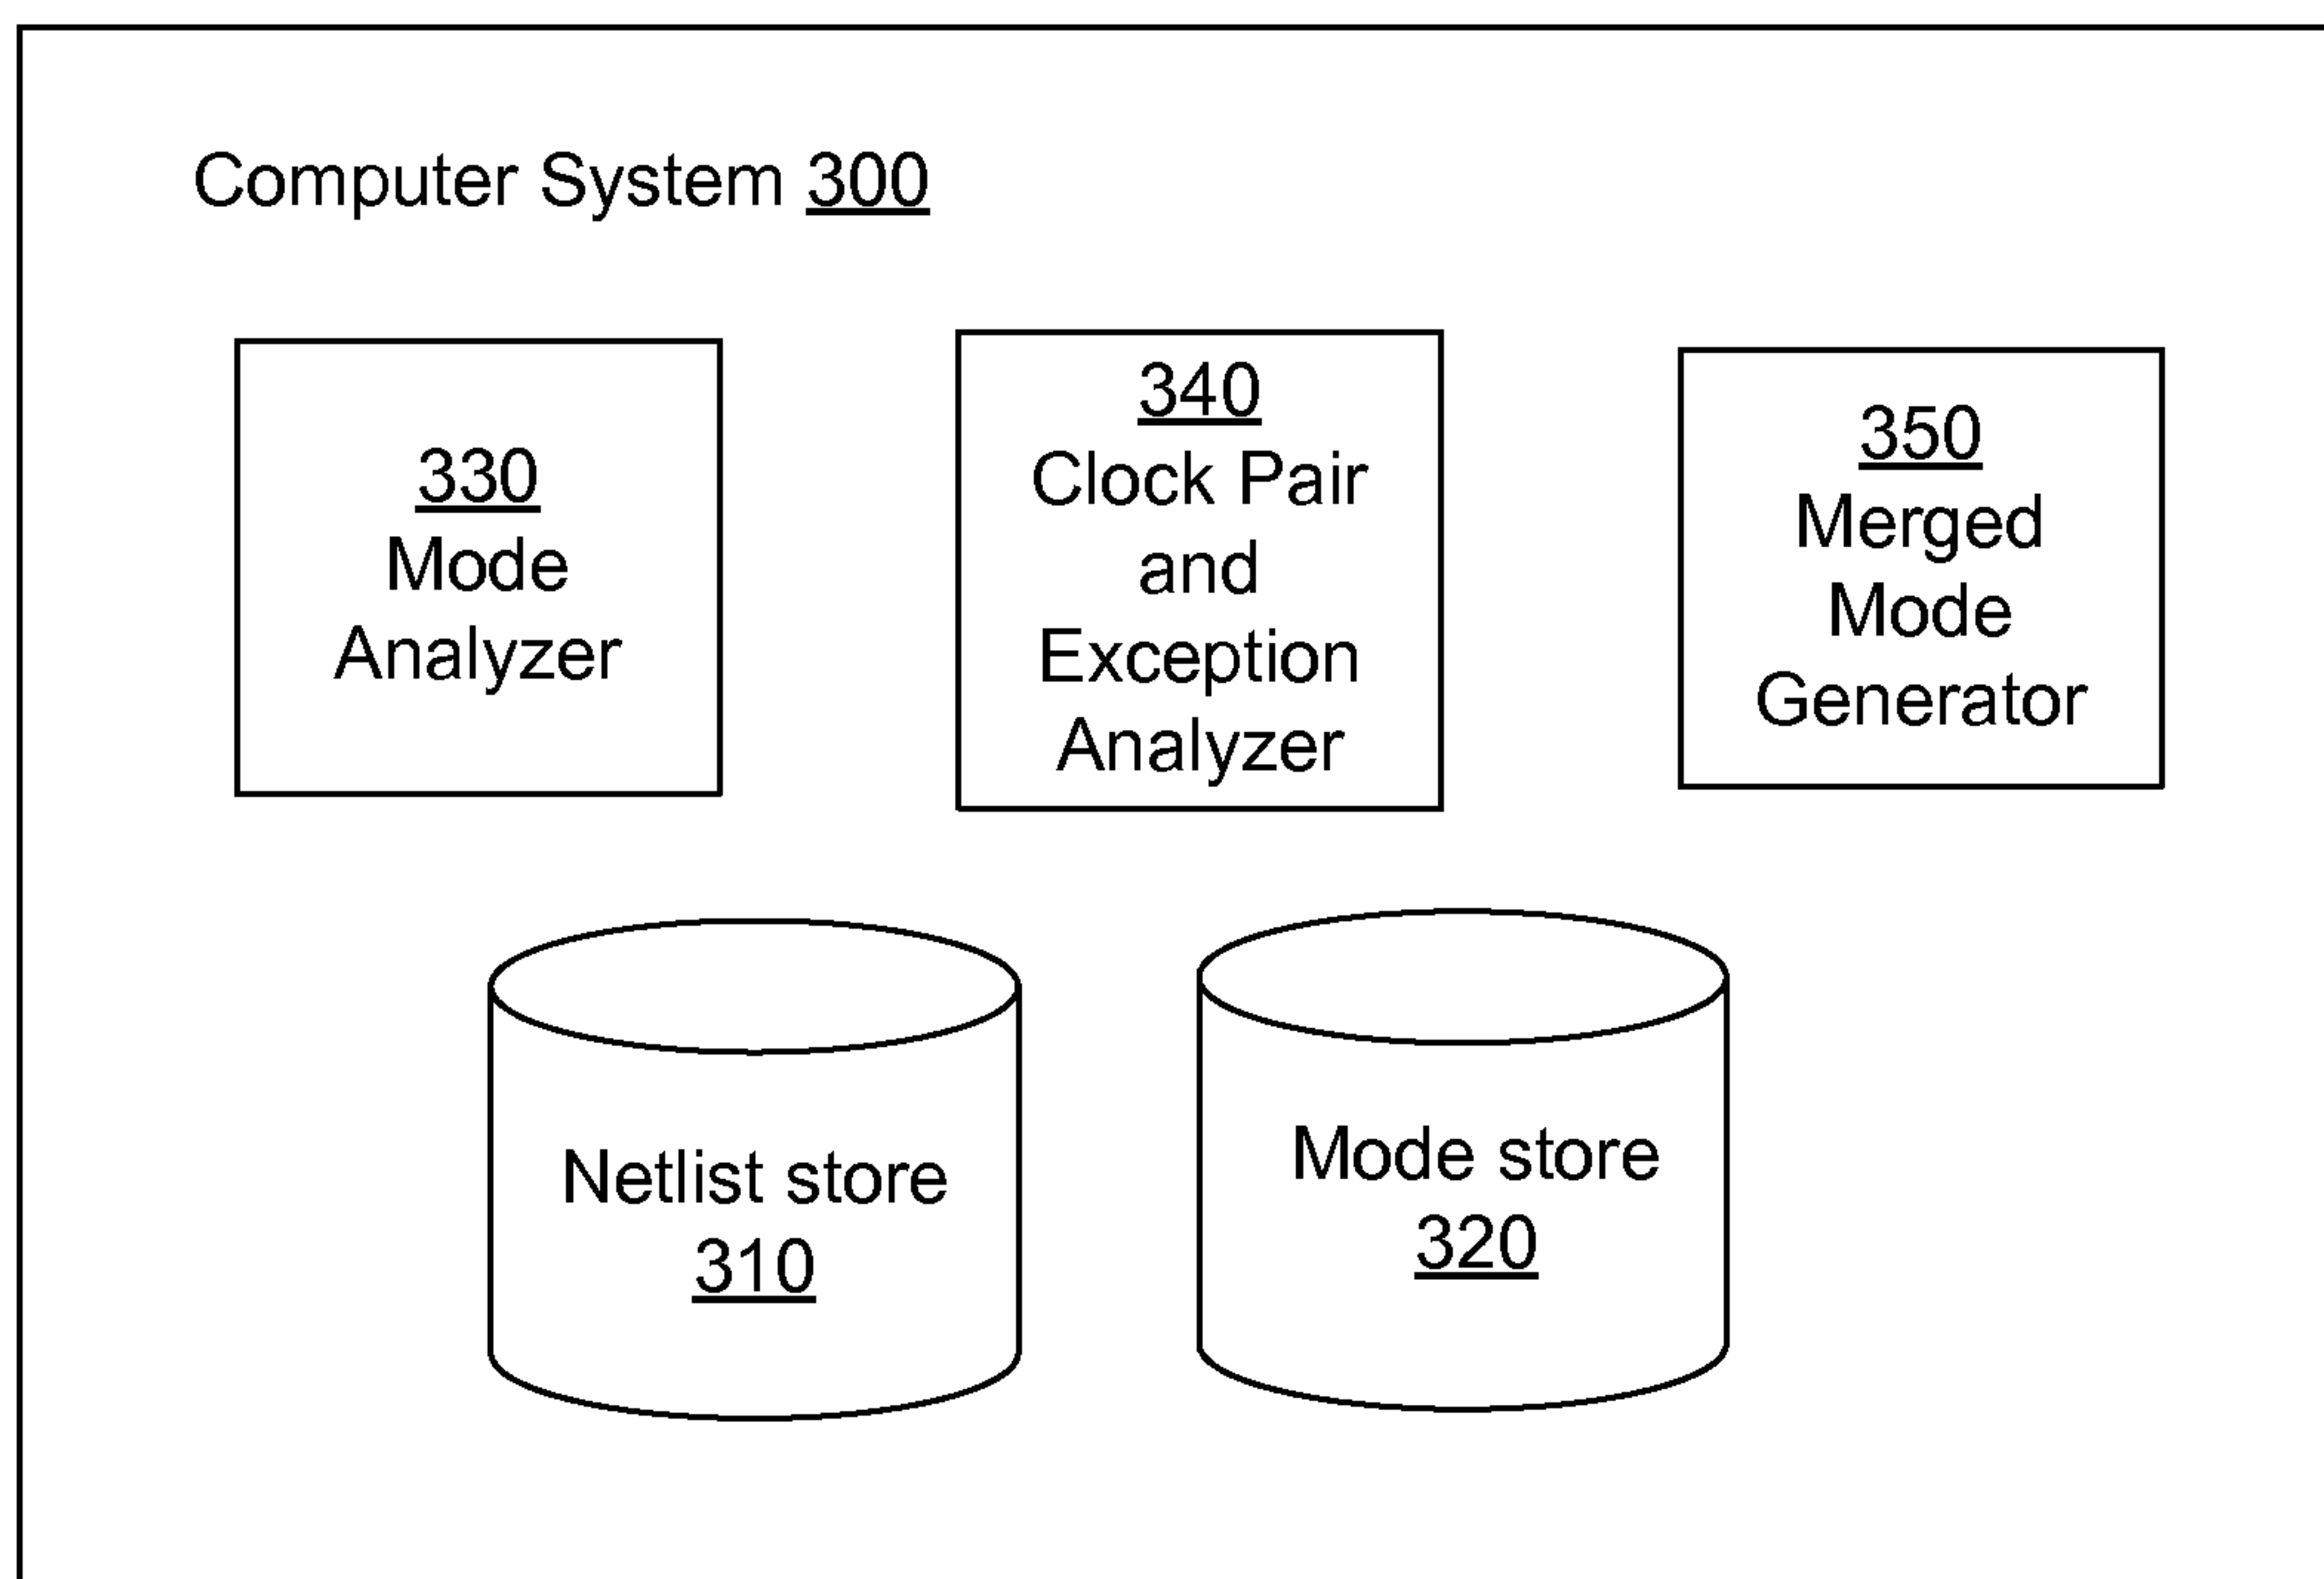 Computer System 300
330
Mode
Analyzer
340
Clock Pair
and
Exception
Analyzer
350
Merged
Mode
Generator
Netlist store
310
Mode store
320